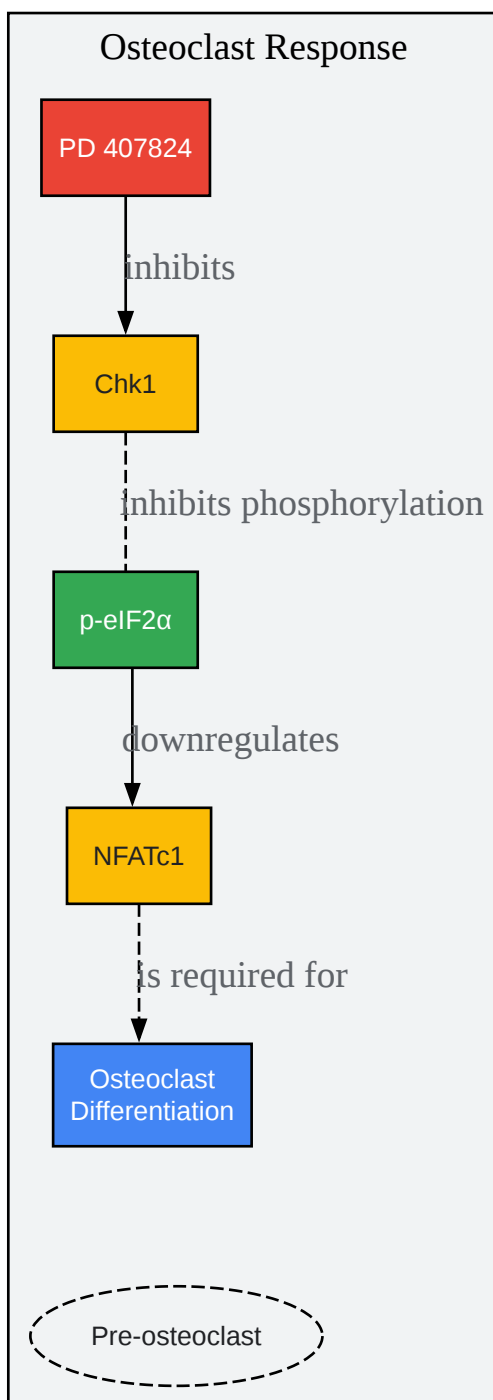 Osteoclast Response
PD 407824
inhibits
Chk1
inhibits phosphorylation
p-eIF2α
downregulates
NFATc1
is required for
Osteoclast
Differentiation
Pre-osteoclast